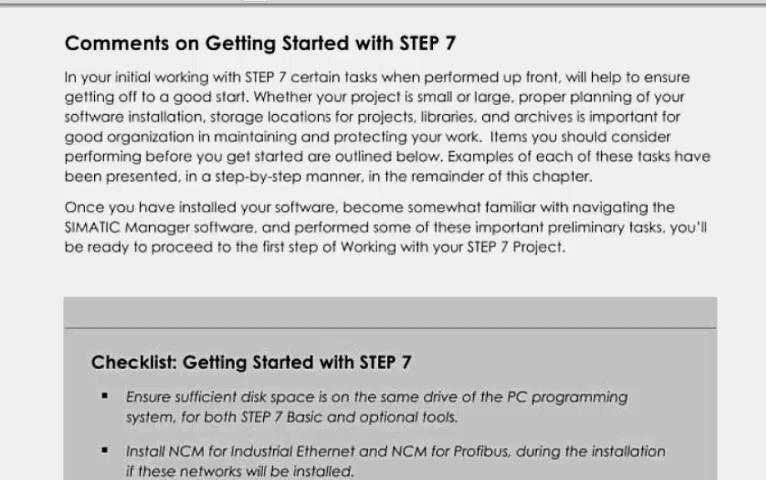 Comments on Getting Started with STEP 7
In your initial working with STEP 7 certain tasks when performed up front, will help to ensure
getting off to a good start. Whether your project is small or large, proper planning of your
software installation, storage locations for projects, libraries, and archives is important for
good organization in maintaining and protecting your work. Items you should consider
performing before you get started are outlined below. Examples of each of these tasks have
been presented, in a step-by-step manner, in the remainder of this chapter.
Once you have installed your software, become somewhat familiar with navigating the
SIMATIC Manager software, and performed some of these important preliminary tasks, you'll
be ready to proceed to the first step of Working with your STEP 7 Project.
Checklist: Getting Started with STEP 7
▪ Ensure sufficient disk space is on the same drive of the PC programming
system, for both STEP 7 Basic and optional tools.
▪ Install NCM for Industrial Ethernet and NCM for Profibus, during the installation
if these networks will be installed.